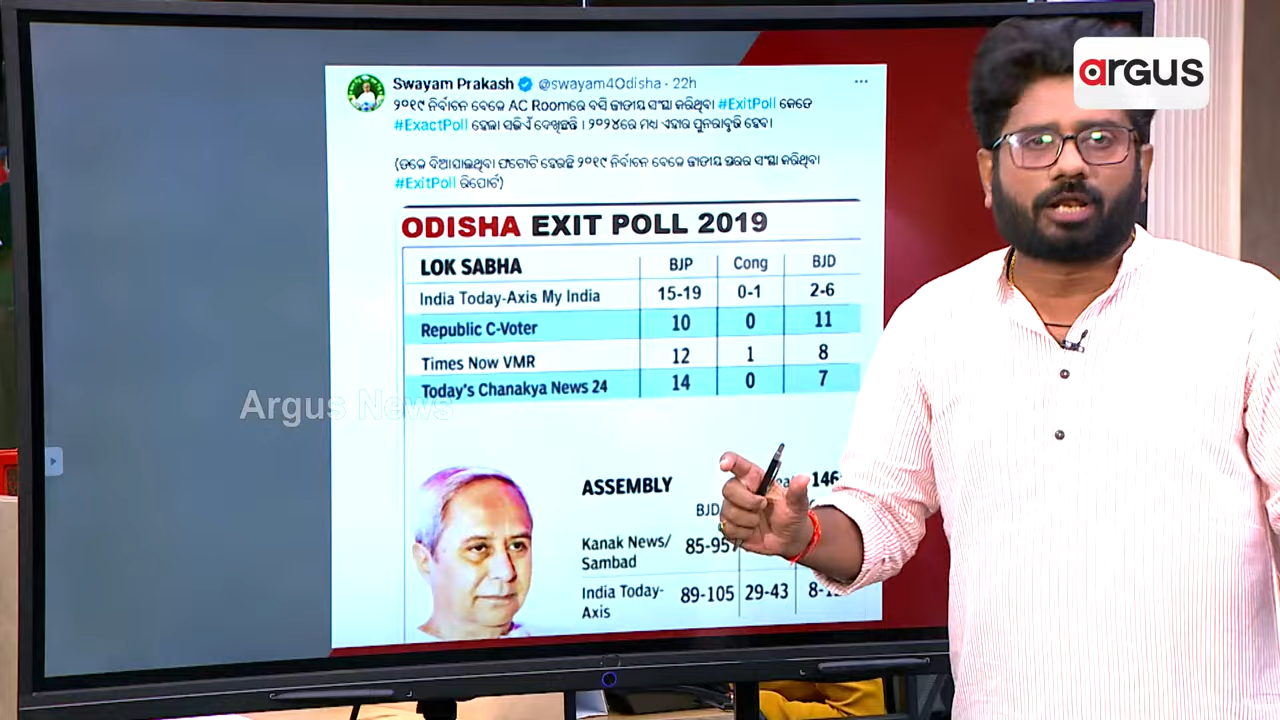 argus
Swayam Prakash @swayam4Odisha · 22h
୨୦୧୯ ନିର୍ବାଚନ ବେଳେ AC Roomରେ ବସି ଜାତୀୟ ସଂସ୍ଥା କରିଥିବା #ExitPoll କେତେ
#ExactPoll ହେଲା ସଭିଏଁ ଦେଖିଛନ୍ତି । ୨୦୨୪ରେ ମଧ୍ୟ ଏହାର ପୁନରାବୃତ୍ତି ହେବ।
(ତଳେ ଦିଆଯାଇଥିବା ଫଟୋଟି ହେଉଛି ୨୦୧୯ ନିର୍ବାଚନ ବେଳେ ଜାତୀୟ ସ୍ତରର ସଂସ୍ଥା କରିଥିବା
#ExitPoll ରିପୋର୍ଟ)
ODISHA EXIT POLL 2019
LOK SABHA BJP Cong BJD
India Today-Axis My India 15-19 0-1 2-6
Republic C-Voter 10 0 11
Times Now VMR 12 1 8
Today's Chanakya News 24 14 0 7
Argus News
ASSEMBLY 146
BJD
Kanak News/ 85-95
Sambad
India Today- 89-105 29-43
Axis